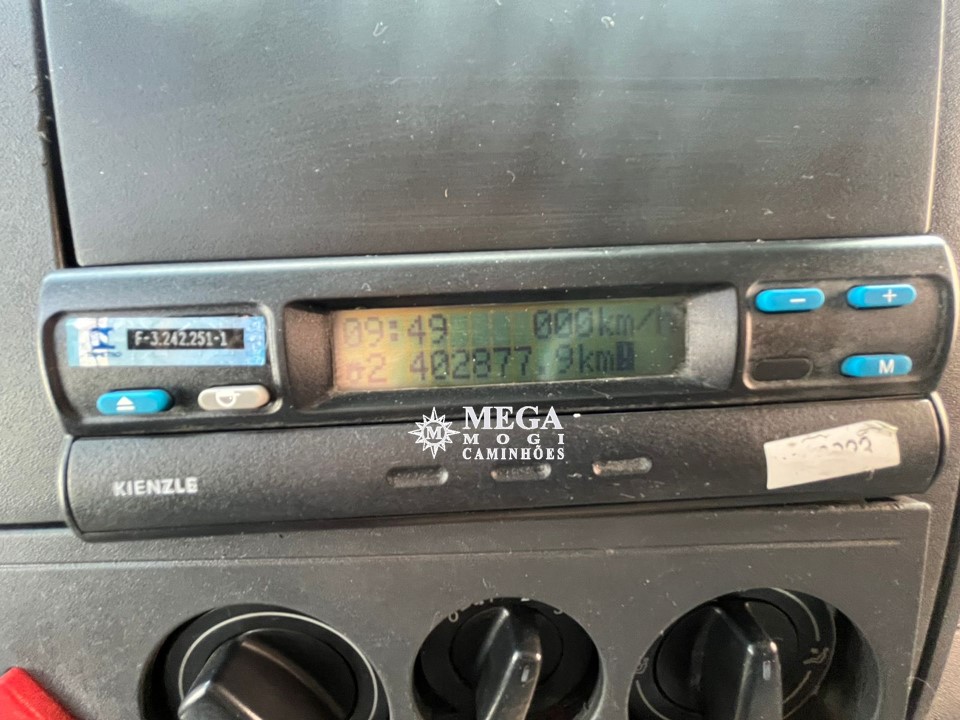 09:49 000km/h
2 402877.9km
F-3.242.251-1
M
MEGA
MOGI
CAMINHÕES
KIENZLE